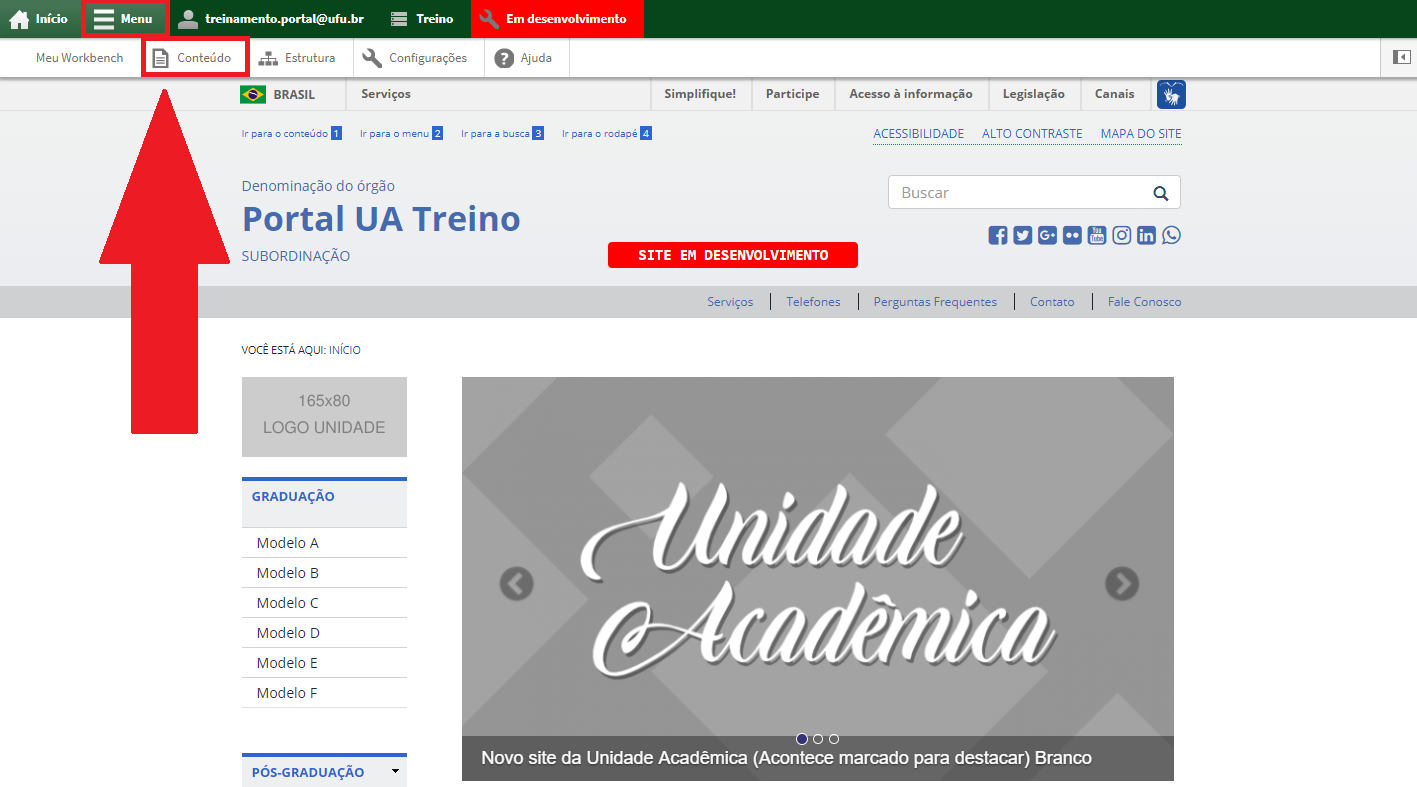 Início Menu treinamento.portal@ufu.br Treino Em desenvolvimento
Meu Workbench Conteúdo Estrutura Configurações ? Ajuda
BRASIL Serviços Simplifique! Participe Acesso à informação Legislação Canais
Ir para o conteúdo 1 Ir para o menu 2 Ir para a busca 3 Ir para o rodapé 4 ACESSIBILIDADE ALTO CONTRASTE MAPA DO SITE
Denominação do órgão
Buscar
Portal UA Treino
SUBORDINAÇÃO
SITE EM DESENVOLVIMENTO
Serviços Telefones Perguntas Frequentes Contato Fale Conosco
VOCÊ ESTÁ AQUI: INÍCIO
165x80
LOGO UNIDADE
GRADUAÇÃO
Modelo A
Modelo B
Modelo C
Modelo D
Modelo E
Modelo F
PÓS-GRADUAÇÃO
Unidade
Acadêmica
Novo site da Unidade Acadêmica (Acontece marcado para destacar) Branco